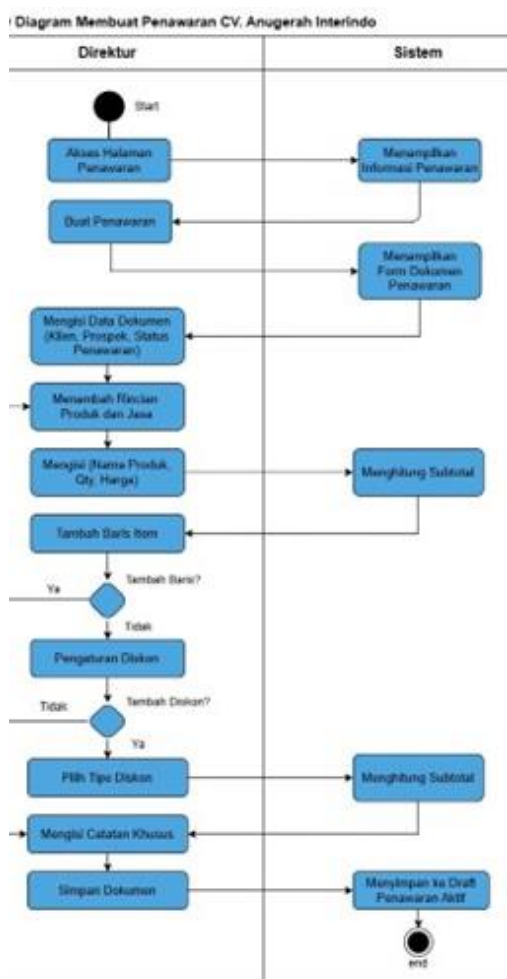 Diagram Membuat Penawaran CV. Anugerah Interindo
Direktur
Sistem
Start
Akses Halaman
Penawaran
Menampilkan
Informasi Penawaran
Buat Penawaran
Menampilkan
Form Dokumen
Penawaran
Mengisi Data Dokumen
(Klien, Prospek, Status
Penawaran)
Menambah Rincian
Produk dan Jasa
Mengisi (Nama Produk,
Qty, Harga)
Menghitung Subtotal
Tambah Baris Item
Tambah Baris?
Ya
Tidak
Pengaturan Diskon
Tambah Diskon?
Tidak
Ya
Pilih Tipe Diskon
Menghitung Subtotal
Mengisi Catatan Khusus
Simpan Dokumen
Menyimpan ke Draft
Penawaran Aktif
end